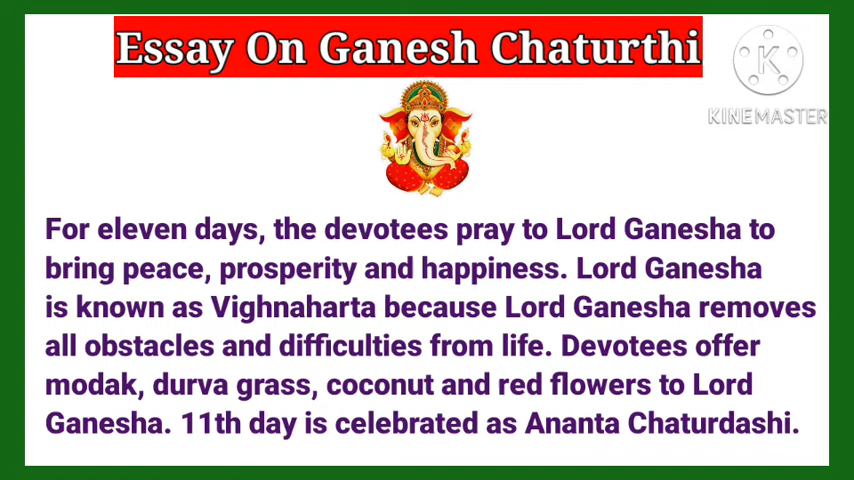 Essay On Ganesh Chaturthi
K
KINEMASTER
For eleven days, the devotees pray to Lord Ganesha to
bring peace, prosperity and happiness. Lord Ganesha
is known as Vighnaharta because Lord Ganesha removes
all obstacles and difficulties from life. Devotees offer
modak, durva grass, coconut and red flowers to Lord
Ganesha. 11th day is celebrated as Ananta Chaturdashi.